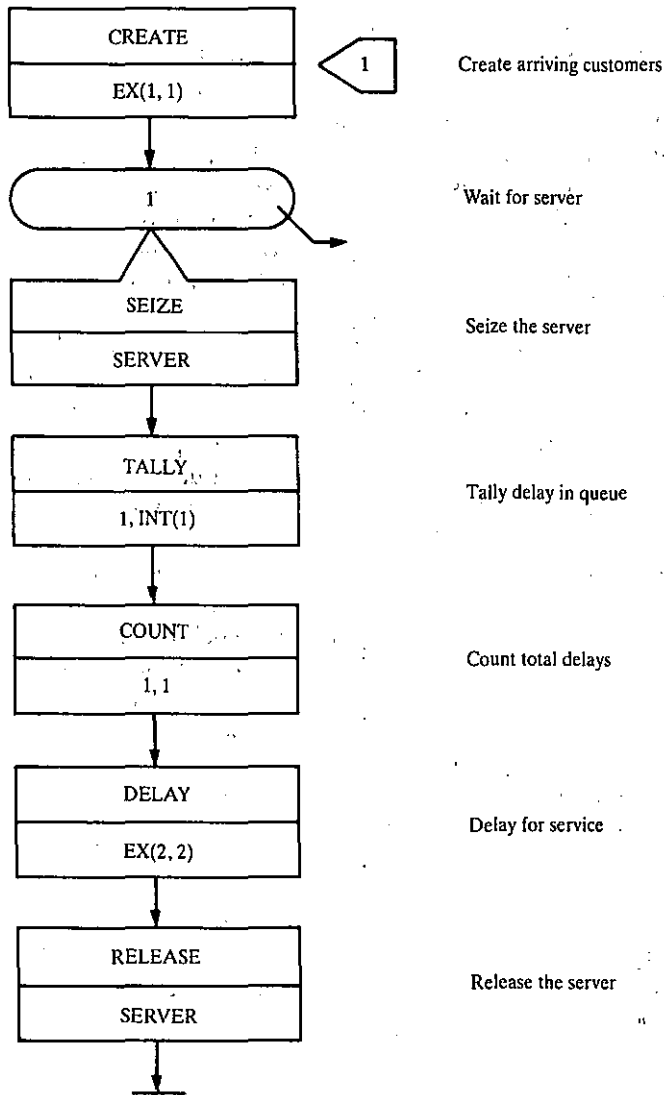 CREATE
EX(1, 1)
1
Create arriving customers
1
Wait for server
SEIZE
SERVER
Seize the server
TALLY
1, INT(1)
Tally delay in queue
COUNT
1, 1
Count total delays
DELAY
EX(2, 2)
Delay for service
RELEASE
SERVER
Release the server